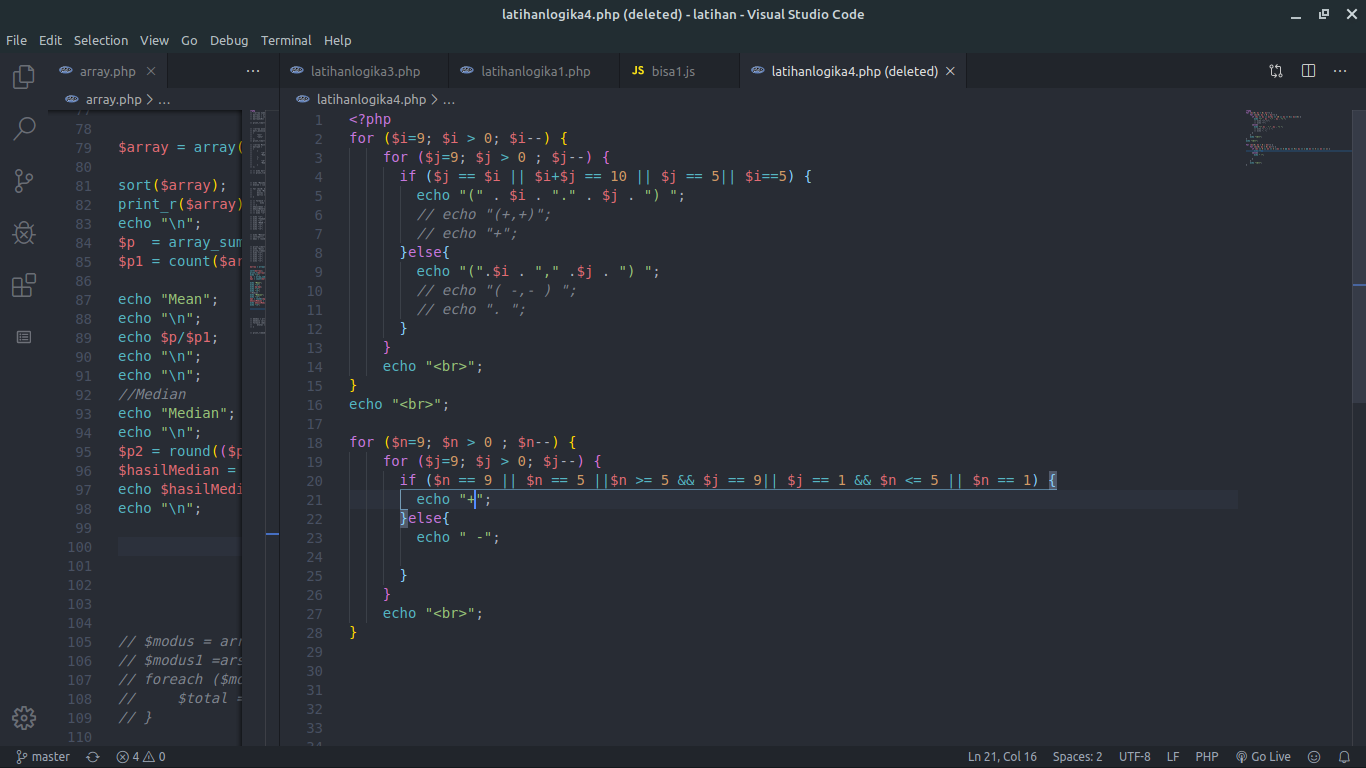 latihanlogika4.php (deleted) - latihan - Visual Studio Code
File Edit Selection View Go Debug Terminal Help
array.php
latihanlogika3.php
latihanlogika1.php
JS bisa1.js
latihanlogika4.php (deleted)
array.php > ...
77
78
79 $array = array(
80
81 sort($array);
82 print_r($array)
83 echo "\n";
84 $p  = array_sum
85 $p1 = count($ar
86
87 echo "Mean";
88 echo "\n";
89 echo $p/$p1;
90 echo "\n";
91 echo "\n";
92 //Median
93 echo "Median";
94 echo "\n";
95 $p2 = round(($p
96 $hasilMedian =
97 echo $hasilMedi
98 echo "\n";
99
100
101
102
103
104
105 // $modus = arr
106 // $modus1 =ars
107 // foreach ($mo
108 //     $total =
109 // }
110
latihanlogika4.php > ...
1 <?php
2 for ($i=9; $i > 0; $i--) {
3     for ($j=9; $j > 0 ; $j--) {
4       if ($j == $i || $i+$j == 10 || $j == 5|| $i==5) {
5         echo "(" . $i . "." . $j . ") ";
6         // echo "(+,+)";
7         // echo "+";
8       }else{
9         echo "(".$i . "," .$j . ") ";
10         // echo "( -,- ) ";
11         // echo ". ";
12       }
13     }
14     echo "<br>";
15 }
16 echo "<br>";
17
18 for ($n=9; $n > 0 ; $n--) {
19     for ($j=9; $j > 0; $j--) {
20       if ($n == 9 || $n == 5 ||$n >= 5 && $j == 9|| $j == 1 && $n <= 5 || $n == 1) {
21         echo "+";
22       }else{
23         echo " -";
24
25       }
26     }
27     echo "<br>";
28 }
29
30
31
32
33
34
master
4 0
Ln 21, Col 16
Spaces: 2
UTF-8
LF
PHP
Go Live